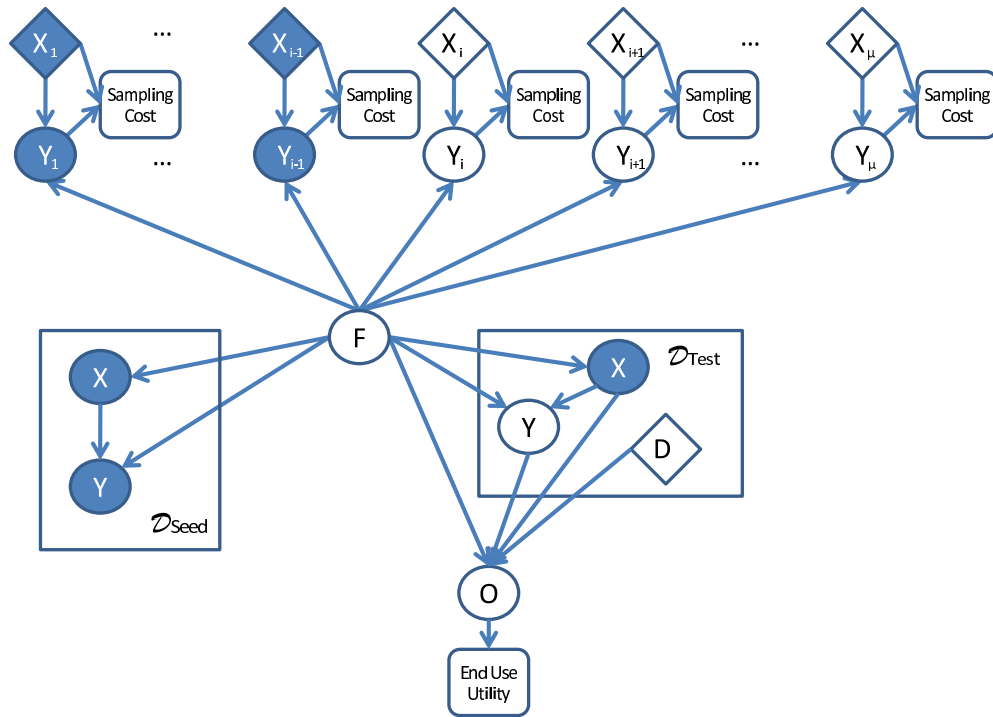 X1 ... Xi-1 Xi Xi+1 ... Xμ
Sampling Cost Sampling Cost Sampling Cost Sampling Cost Sampling Cost
Y1 ... Yi-1 Yi Yi+1 ... Yμ
F
X
Y
𝒟Seed
X
𝒟Test
Y
D
O
End Use
Utility